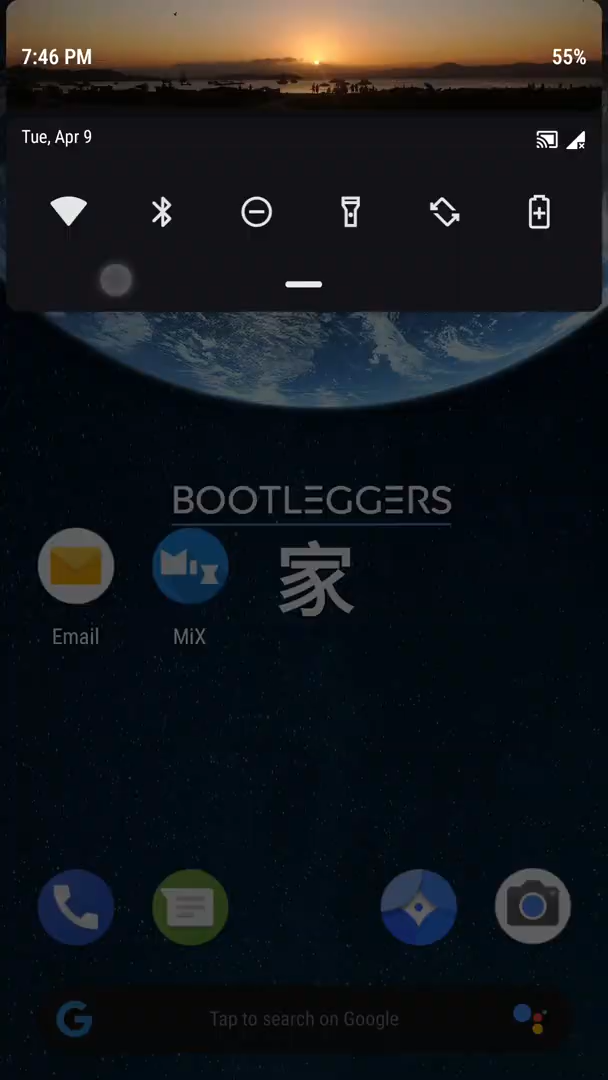 7:46 PM 55%
Tue, Apr 9
BOOTLEGGERS
家
Email MiX
Tap to search on Google